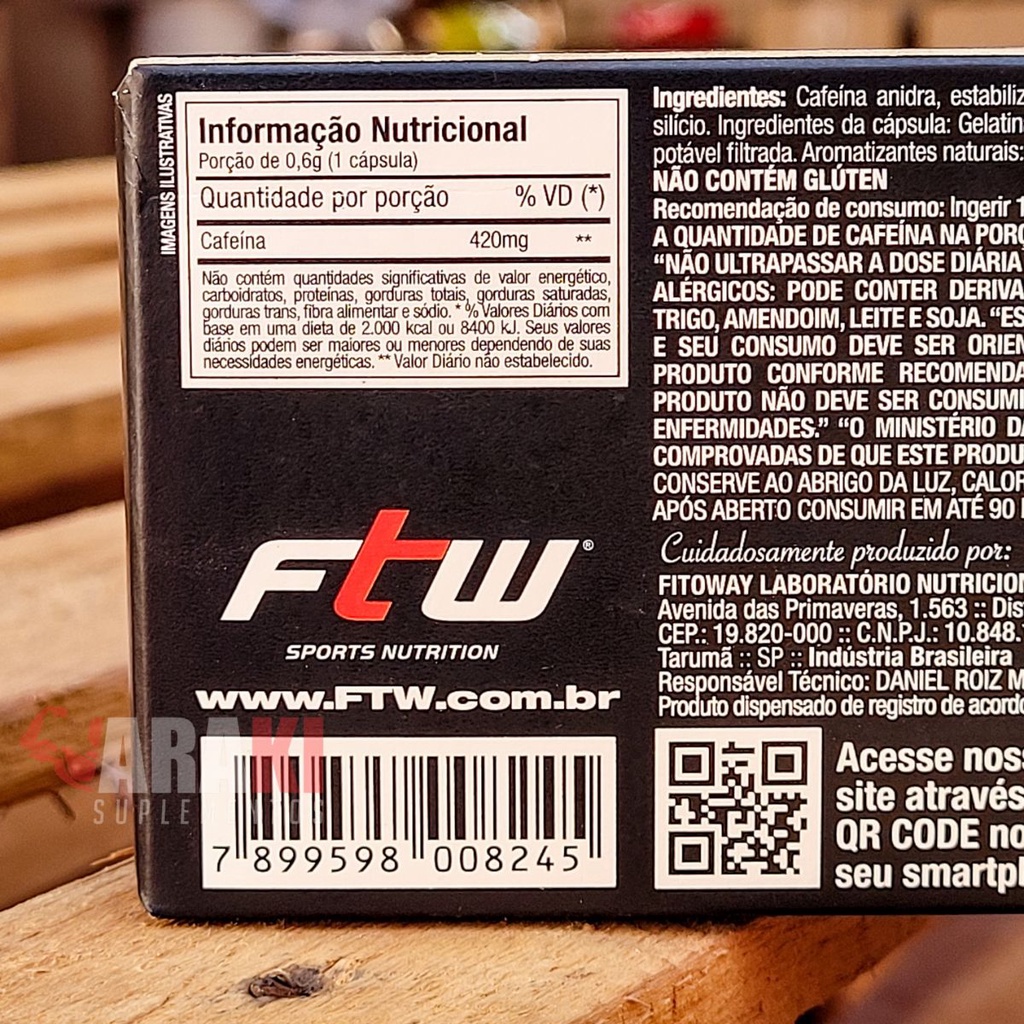 IMAGENS ILUSTRATIVAS
Informação Nutricional
Porção de 0,6g (1 cápsula)
Quantidade por porção % VD (*)
Cafeína 420mg **
Não contém quantidades significativas de valor energético,
carboidratos, proteínas, gorduras totais, gorduras saturadas,
gorduras trans, fibra alimentar e sódio. * % Valores Diários com
base em uma dieta de 2.000 kcal ou 8400 kJ. Seus valores
diários podem ser maiores ou menores dependendo de suas
necessidades energéticas. ** Valor Diário não estabelecido.
FTW®
SPORTS NUTRITION
www.FTW.com.br
ARAKI
SUPLEMENTOS
7 899598 008245
Ingredientes: Cafeína anidra, estabiliz
silício. Ingredientes da cápsula: Gelatin
potável filtrada. Aromatizantes naturais:
NÃO CONTÉM GLÚTEN
Recomendação de consumo: Ingerir 1
A QUANTIDADE DE CAFEÍNA NA PORÇ
“NÃO ULTRAPASSAR A DOSE DIÁRIA
ALÉRGICOS: PODE CONTER DERIVA
TRIGO, AMENDOIM, LEITE E SOJA. “ES
E SEU CONSUMO DEVE SER ORIEN
PRODUTO CONFORME RECOMENDA
PRODUTO NÃO DEVE SER CONSUMI
ENFERMIDADES.” “O MINISTÉRIO DA
COMPROVADAS DE QUE ESTE PRODU
CONSERVE AO ABRIGO DA LUZ, CALOR
APÓS ABERTO CONSUMIR EM ATÉ 90
Cuidadosamente produzido por:
FITOWAY LABORATÓRIO NUTRICION
Avenida das Primaveras, 1.563 :: Dis
CEP.: 19.820-000 :: C.N.P.J.: 10.848.
Tarumã :: SP :: Indústria Brasileira
Responsável Técnico: DANIEL ROIZ M
Produto dispensado de registro de acordo
Acesse nos
site através
QR CODE no
seu smartp